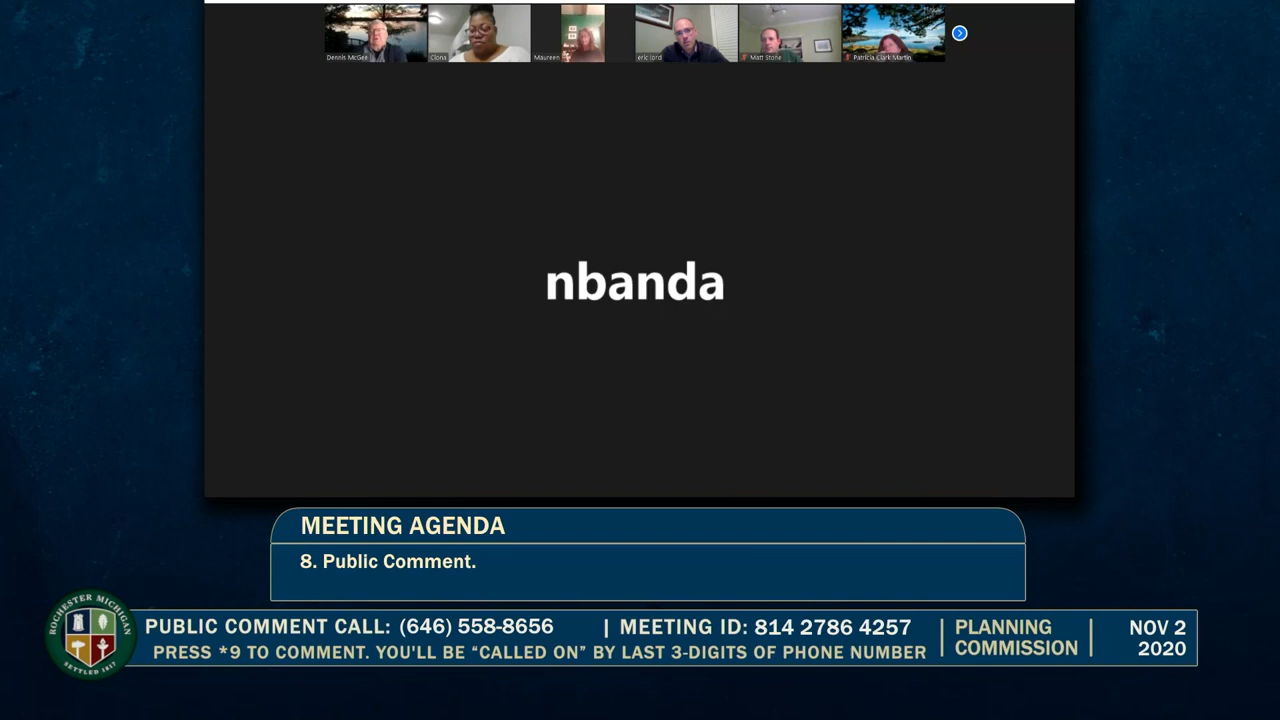 Dennis McGee
Ciona
Maureen
eric lord
Matt Stone
Patricia Clark Martin
nbanda
MEETING AGENDA
8. Public Comment.
ROCHESTER MICHIGAN
SETTLED 1817
PUBLIC COMMENT CALL: (646) 558-8656 | MEETING ID: 814 2786 4257
PRESS *9 TO COMMENT. YOU'LL BE “CALLED ON” BY LAST 3-DIGITS OF PHONE NUMBER
PLANNING
COMMISSION
NOV 2
2020